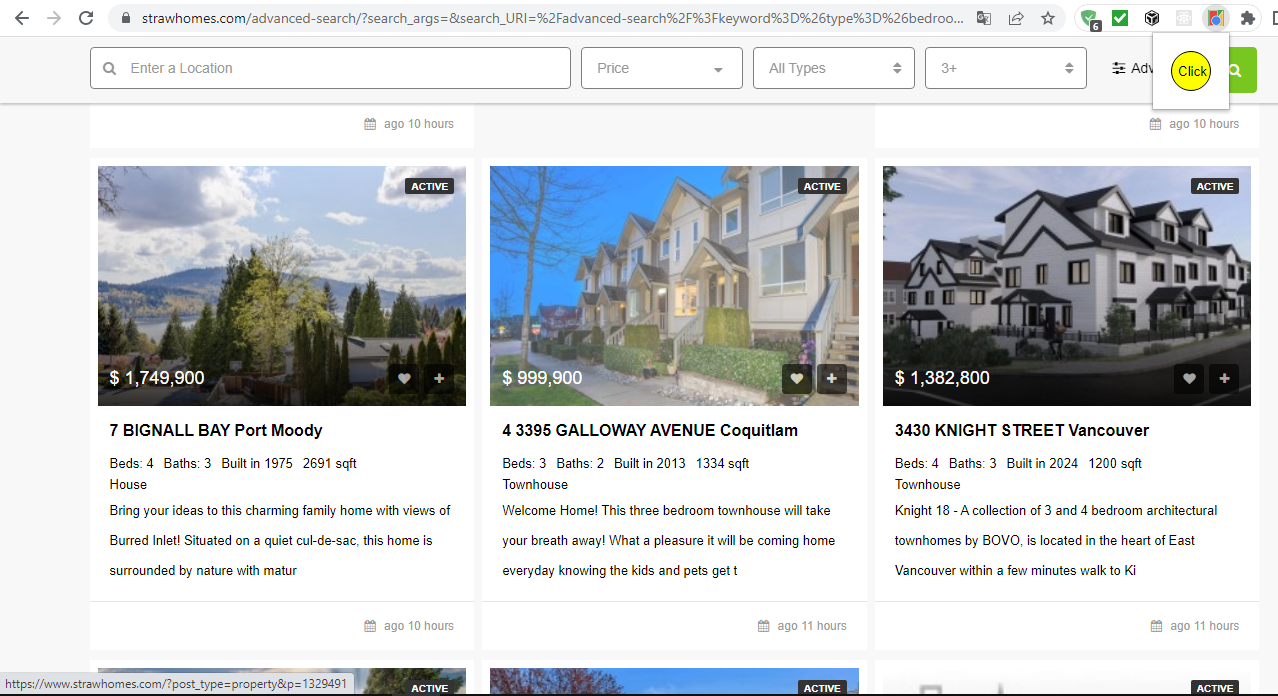 strawhomes.com/advanced-search/?search_args=&search_URI=%2Fadvanced-search%2F%3Fkeyword%3D%26type%3D%26bedroo...
6
Enter a Location
Price
All Types
3+
Adv
Click
ago 10 hours
ago 10 hours
ACTIVE
ACTIVE
ACTIVE
$ 1,749,900
$ 999,900
$ 1,382,800
7 BIGNALL BAY Port Moody
Beds: 4 Baths: 3 Built in 1975 2691 sqft
House
Bring your ideas to this charming family home with views of
Burred Inlet! Situated on a quiet cul-de-sac, this home is
surrounded by nature with matur
ago 10 hours
4 3395 GALLOWAY AVENUE Coquitlam
Beds: 3 Baths: 2 Built in 2013 1334 sqft
Townhouse
Welcome Home! This three bedroom townhouse will take
your breath away! What a pleasure it will be coming home
everyday knowing the kids and pets get t
ago 11 hours
3430 KNIGHT STREET Vancouver
Beds: 4 Baths: 3 Built in 2024 1200 sqft
Townhouse
Knight 18 - A collection of 3 and 4 bedroom architectural
townhomes by BOVO, is located in the heart of East
Vancouver within a few minutes walk to Ki
ago 11 hours
ACTIVE
ACTIVE
ACTIVE
https://www.strawhomes.com/?post_type=property&p=1329491